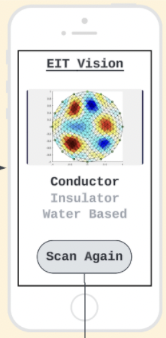 EIT Vision
Conductor
Insulator
Water Based
Scan Again